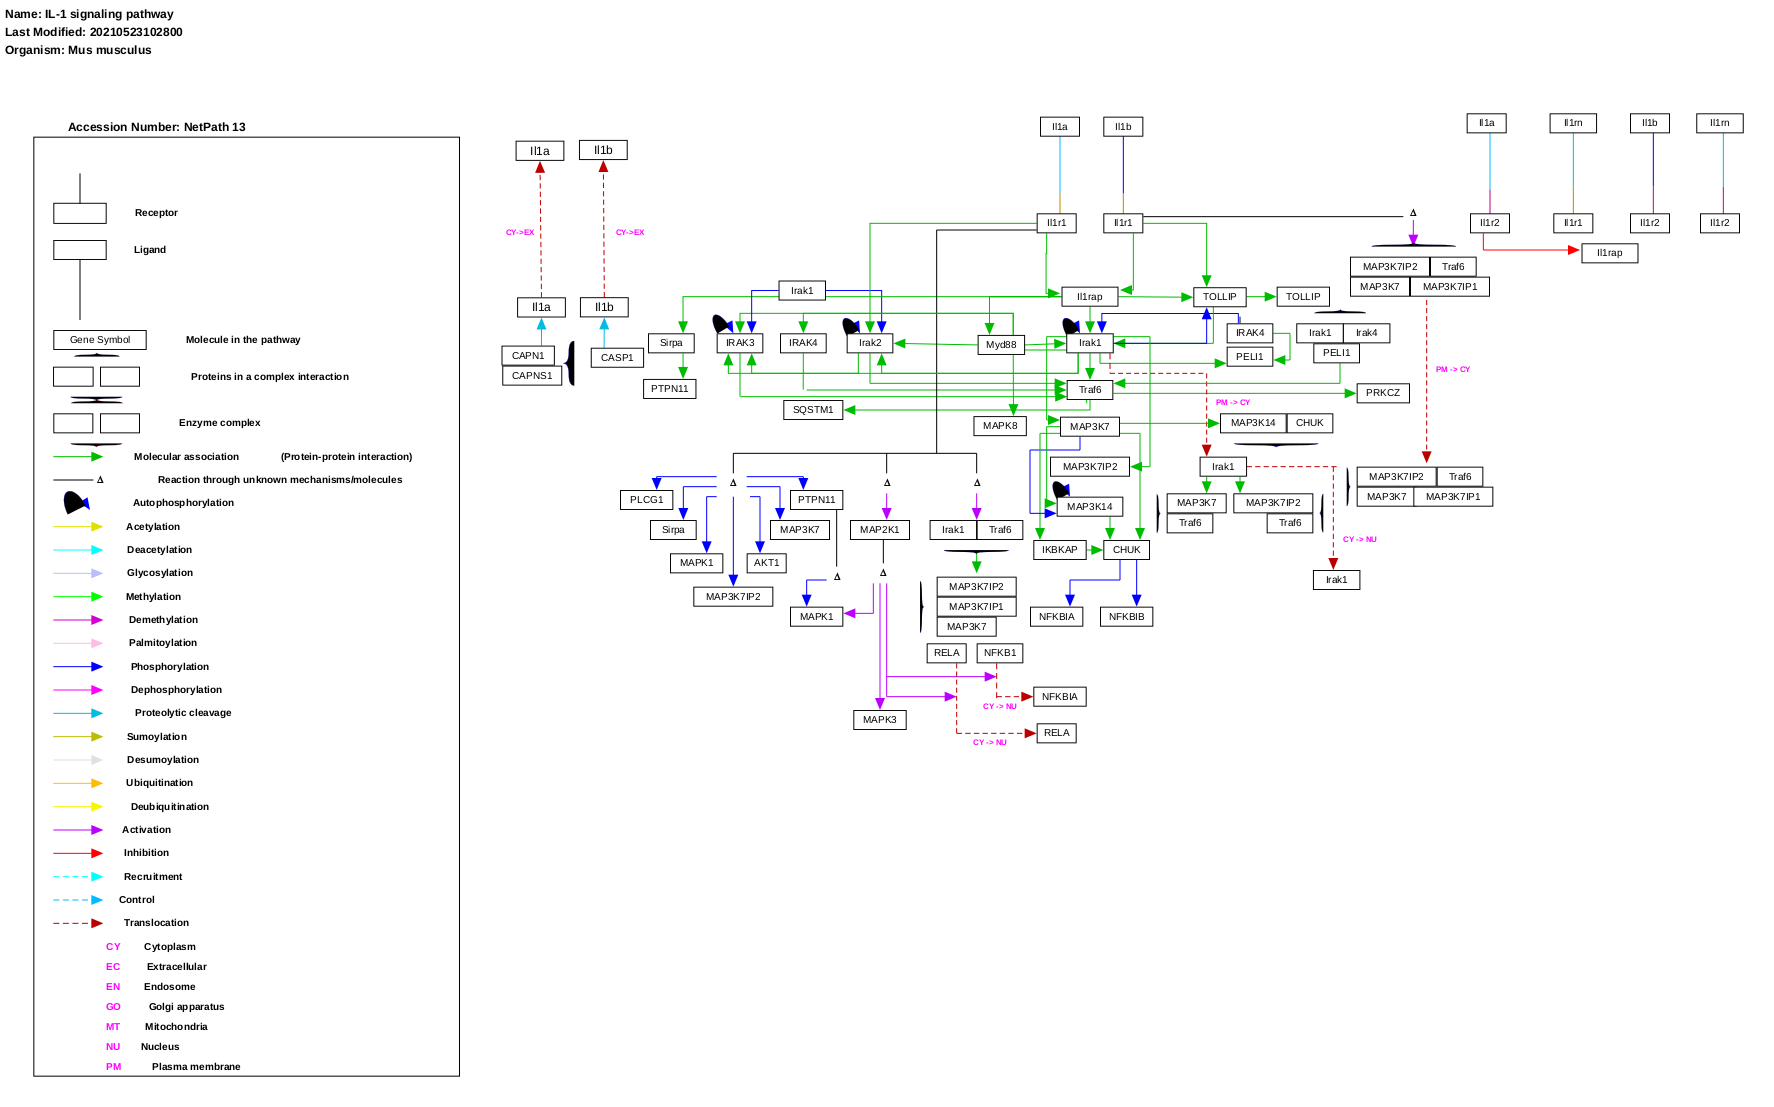 Name: IL-1 signaling pathway
Last Modified: 20210523102800
Organism: Mus musculus
Accession Number: NetPath 13
Receptor
Ligand
Gene Symbol Molecule in the pathway
Proteins in a complex interaction
Enzyme complex
Molecular association (Protein-protein interaction)
Δ Reaction through unknown mechanisms/molecules
Autophosphorylation
Acetylation
Deacetylation
Glycosylation
Methylation
Demethylation
Palmitoylation
Phosphorylation
Dephosphorylation
Proteolytic cleavage
Sumoylation
Desumoylation
Ubiquitination
Deubiquitination
Activation
Inhibition
Recruitment
Control
Translocation
CY Cytoplasm
EC Extracellular
EN Endosome
GO Golgi apparatus
MT Mitochondria
NU Nucleus
PM Plasma membrane
Il1a Il1b
CY->EX CY->EX
Il1a Il1b
CAPN1 CASP1
CAPNS1
Il1a Il1b Il1a Il1rn Il1b Il1rn
Il1r1 Il1r1 Δ Il1r2 Il1r1 Il1r2 Il1r2
Il1rap
MAP3K7IP2 Traf6
MAP3K7 MAP3K7IP1
Irak1 Il1rap TOLLIP TOLLIP
Sirpa IRAK3 IRAK4 Irak2 Myd88 Irak1 IRAK4 Irak1 Irak4
PELI1 PELI1
PM -> CY
PTPN11 Traf6 PRKCZ
SQSTM1 PM -> CY
MAPK8 MAP3K7 MAP3K14 CHUK
MAP3K7IP2 Irak1
MAP3K7IP2 Traf6
MAP3K7 MAP3K7IP1
Δ Δ Δ
PLCG1 PTPN11 MAP3K14 MAP3K7 MAP3K7IP2
Traf6 Traf6
Sirpa MAP3K7 MAP2K1 Irak1 Traf6
CY -> NU
MAPK1 AKT1 IKBKAP CHUK
Δ Δ Irak1
MAP3K7IP2 MAP3K7IP2
MAP3K7IP1
MAP3K7
MAPK1 NFKBIA NFKBIB
RELA NFKB1
NFKBIA
CY -> NU
MAPK3
RELA
CY -> NU